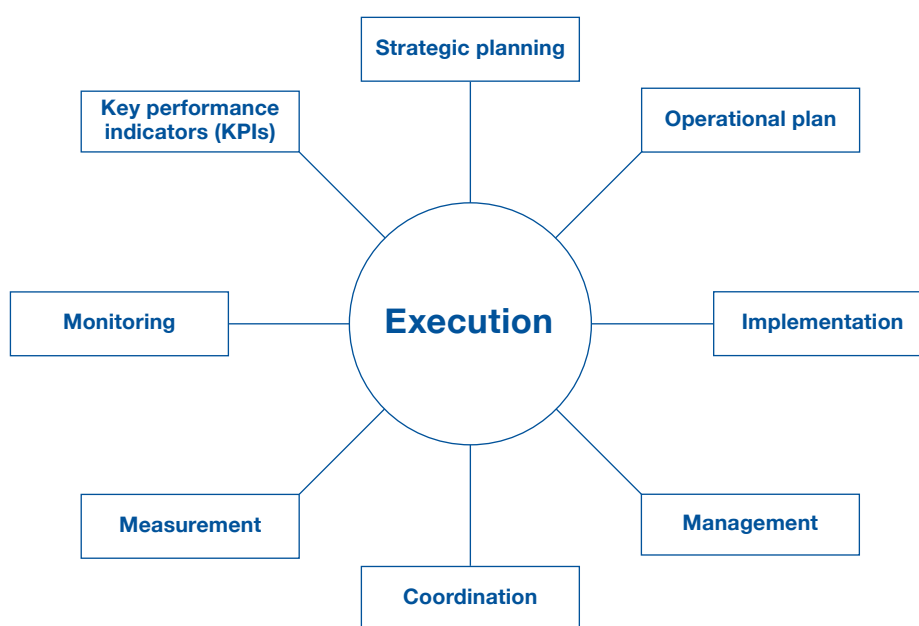 Strategic planning
Key performance
indicators (KPIs)
Operational plan
Monitoring
Execution
Implementation
Measurement
Management
Coordination